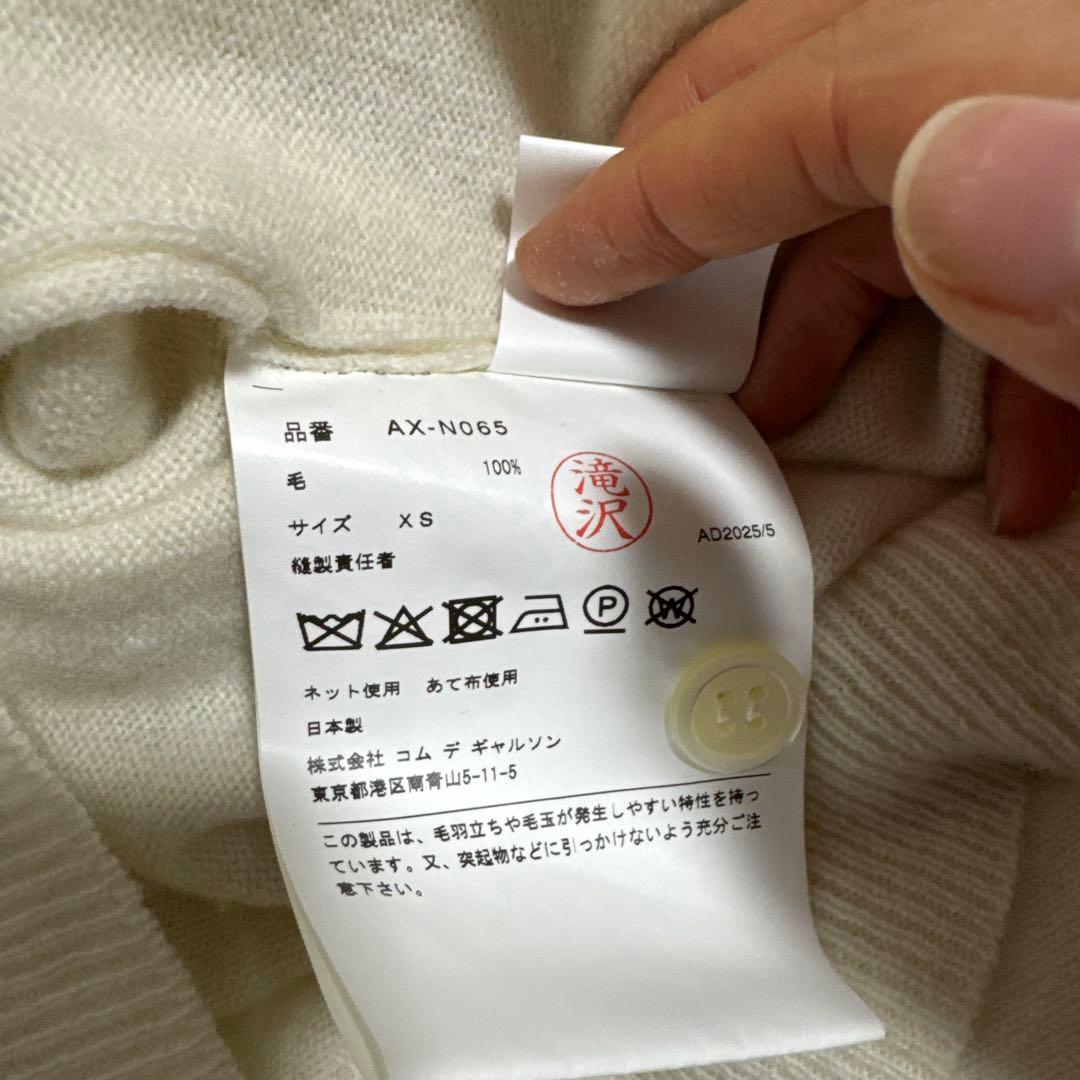 品番 AX-N065
毛 100%
サイズ XS
縫製責任者
滝沢
AD2025/5
P
W
ネット使用 あて布使用
日本製
株式会社 コム デ ギャルソン
東京都港区南青山5-11-5
この製品は、毛羽立ちや毛玉が発生しやすい特性を持っ
ています。又、突起物などに引っかけないよう充分ご注
意下さい。